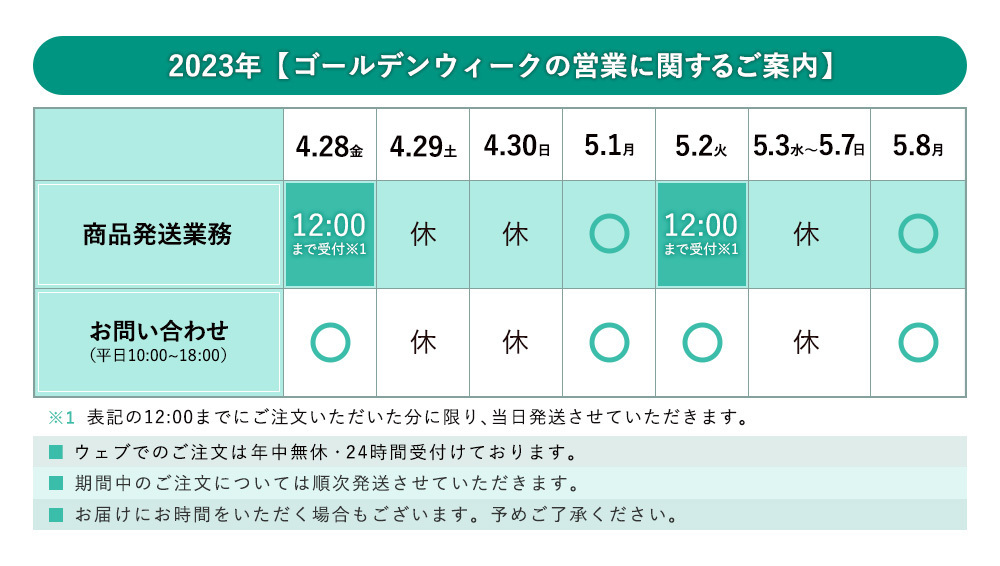 2023年【ゴールデンウィークの営業に関するご案内】
4.28金 4.29土 4.30日 5.1月 5.2火 5.3水～5.7日 5.8月
商品発送業務 12:00 休 休 ○ 12:00 休 ○
まで受付※1 まで受付※1
お問い合わせ ○ 休 休 ○ ○ 休 ○
（平日10:00~18:00）
※1 表記の12:00までにご注文いただいた分に限り、当日発送させていただきます。
■ ウェブでのご注文は年中無休・24時間受付けております。
■ 期間中のご注文については順次発送させていただきます。
■ お届けにお時間をいただく場合もございます。予めご了承ください。